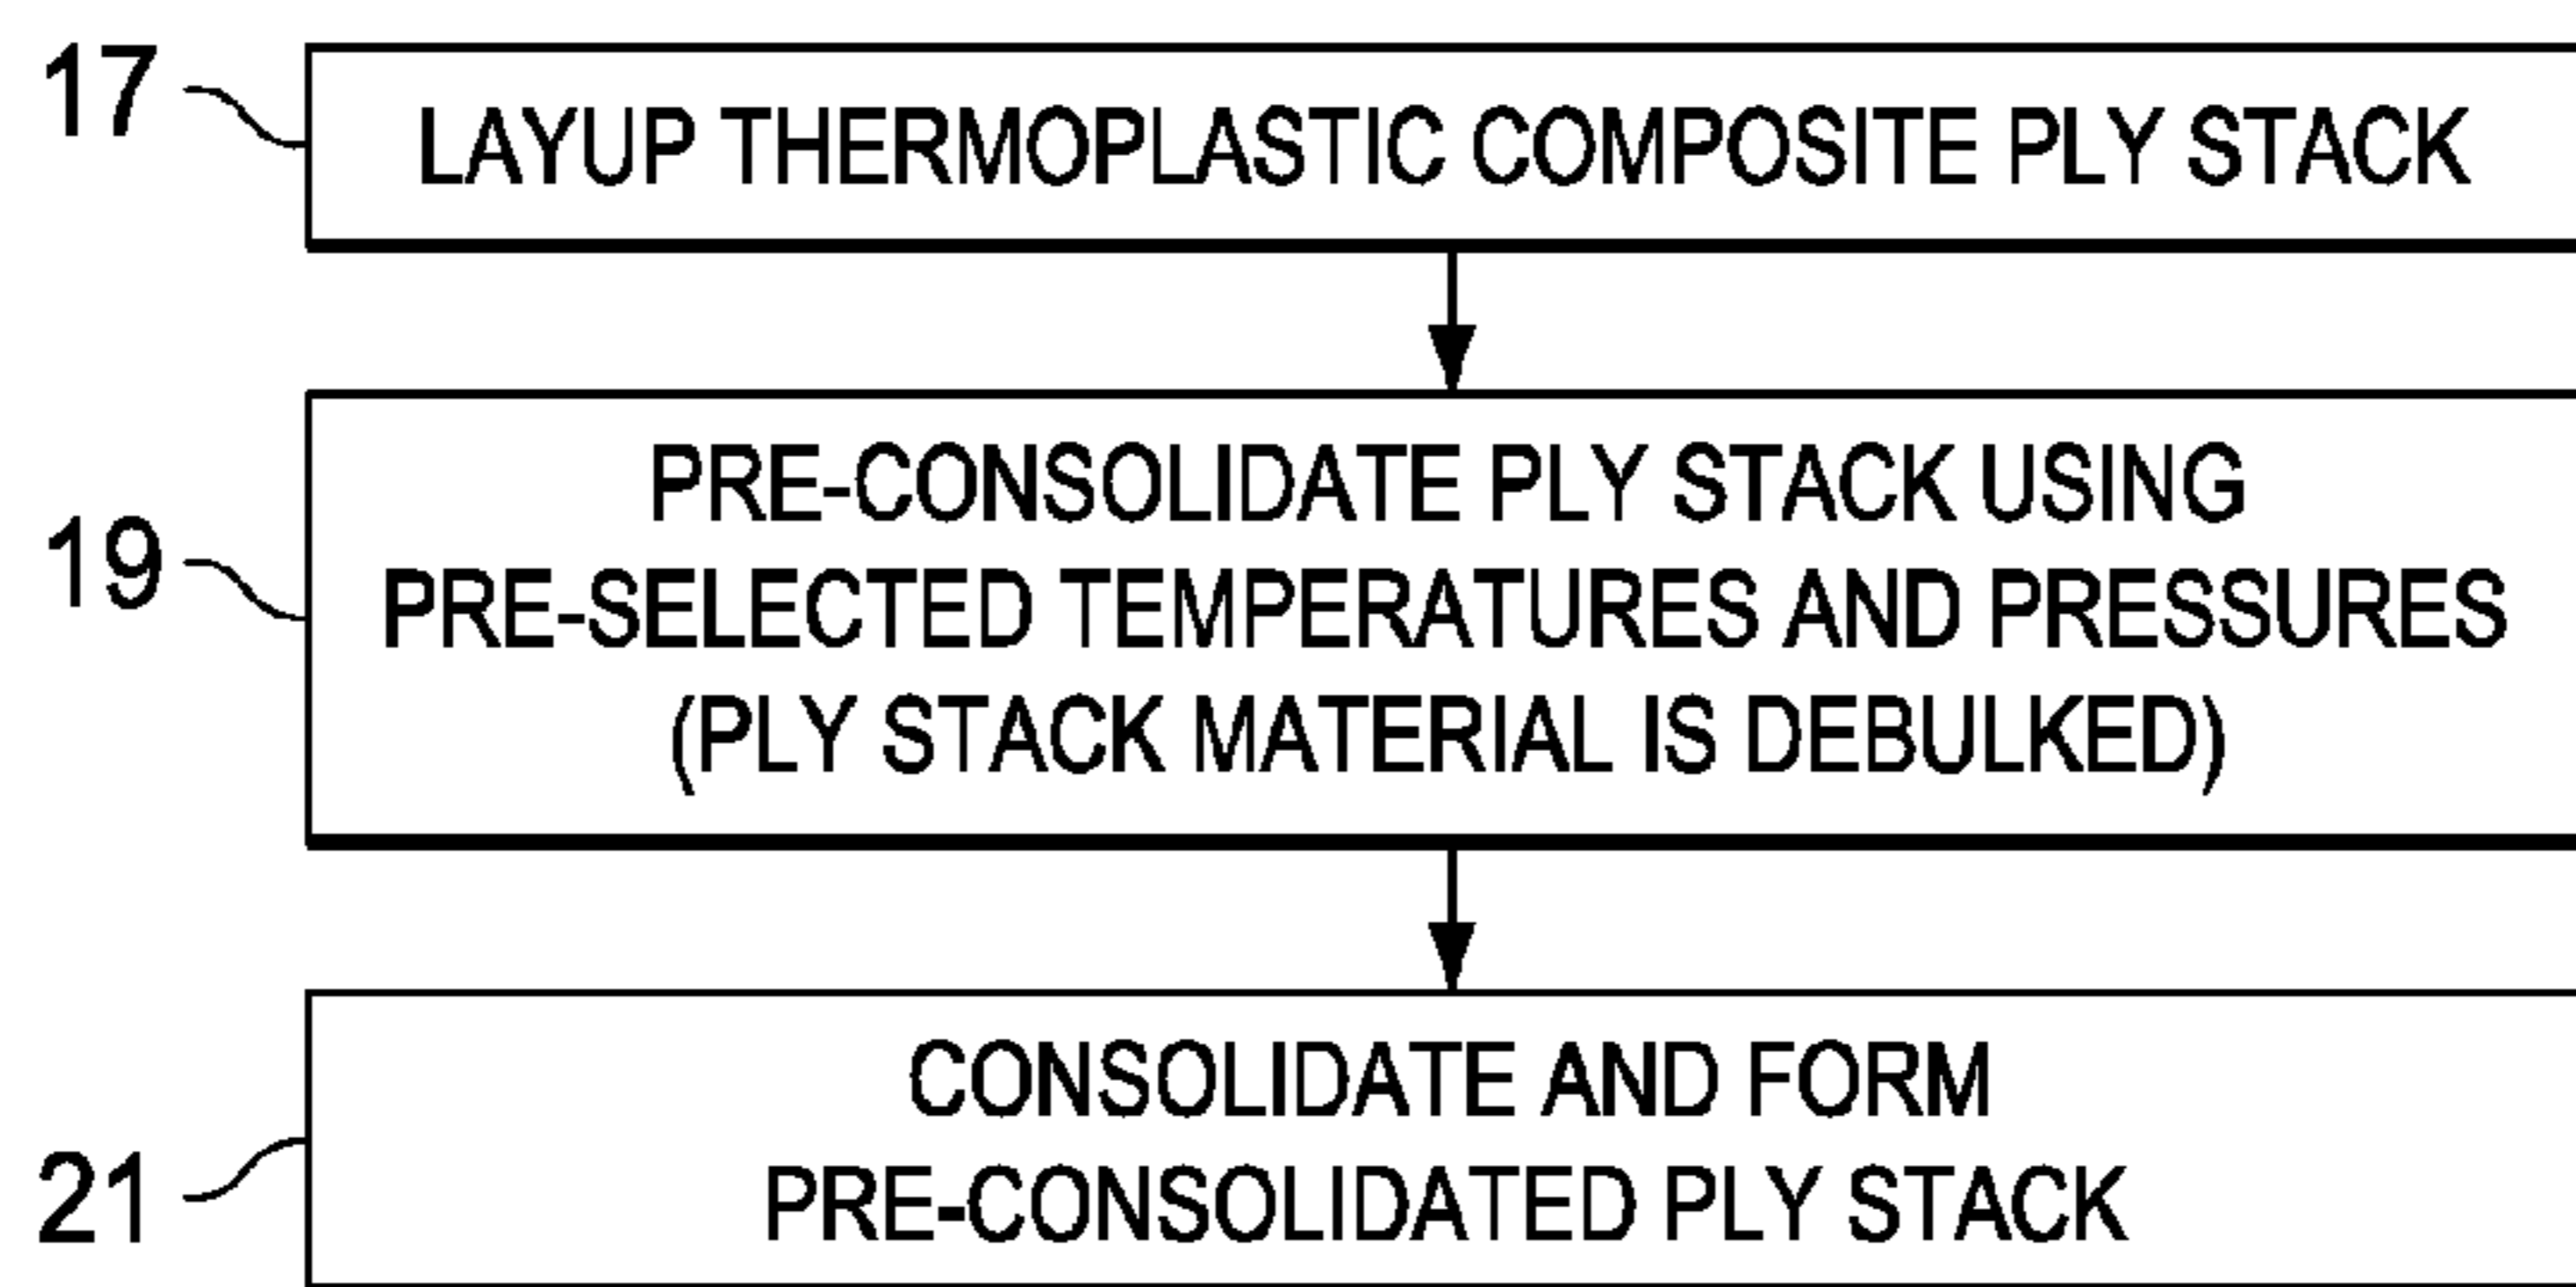 17
LAYUP THERMOPLASTIC COMPOSITE PLY STACK
19
PRE-CONSOLIDATE PLY STACK USING
PRE-SELECTED TEMPERATURES AND PRESSURES
(PLY STACK MATERIAL IS DEBULKED)
21
CONSOLIDATE AND FORM
PRE-CONSOLIDATED PLY STACK